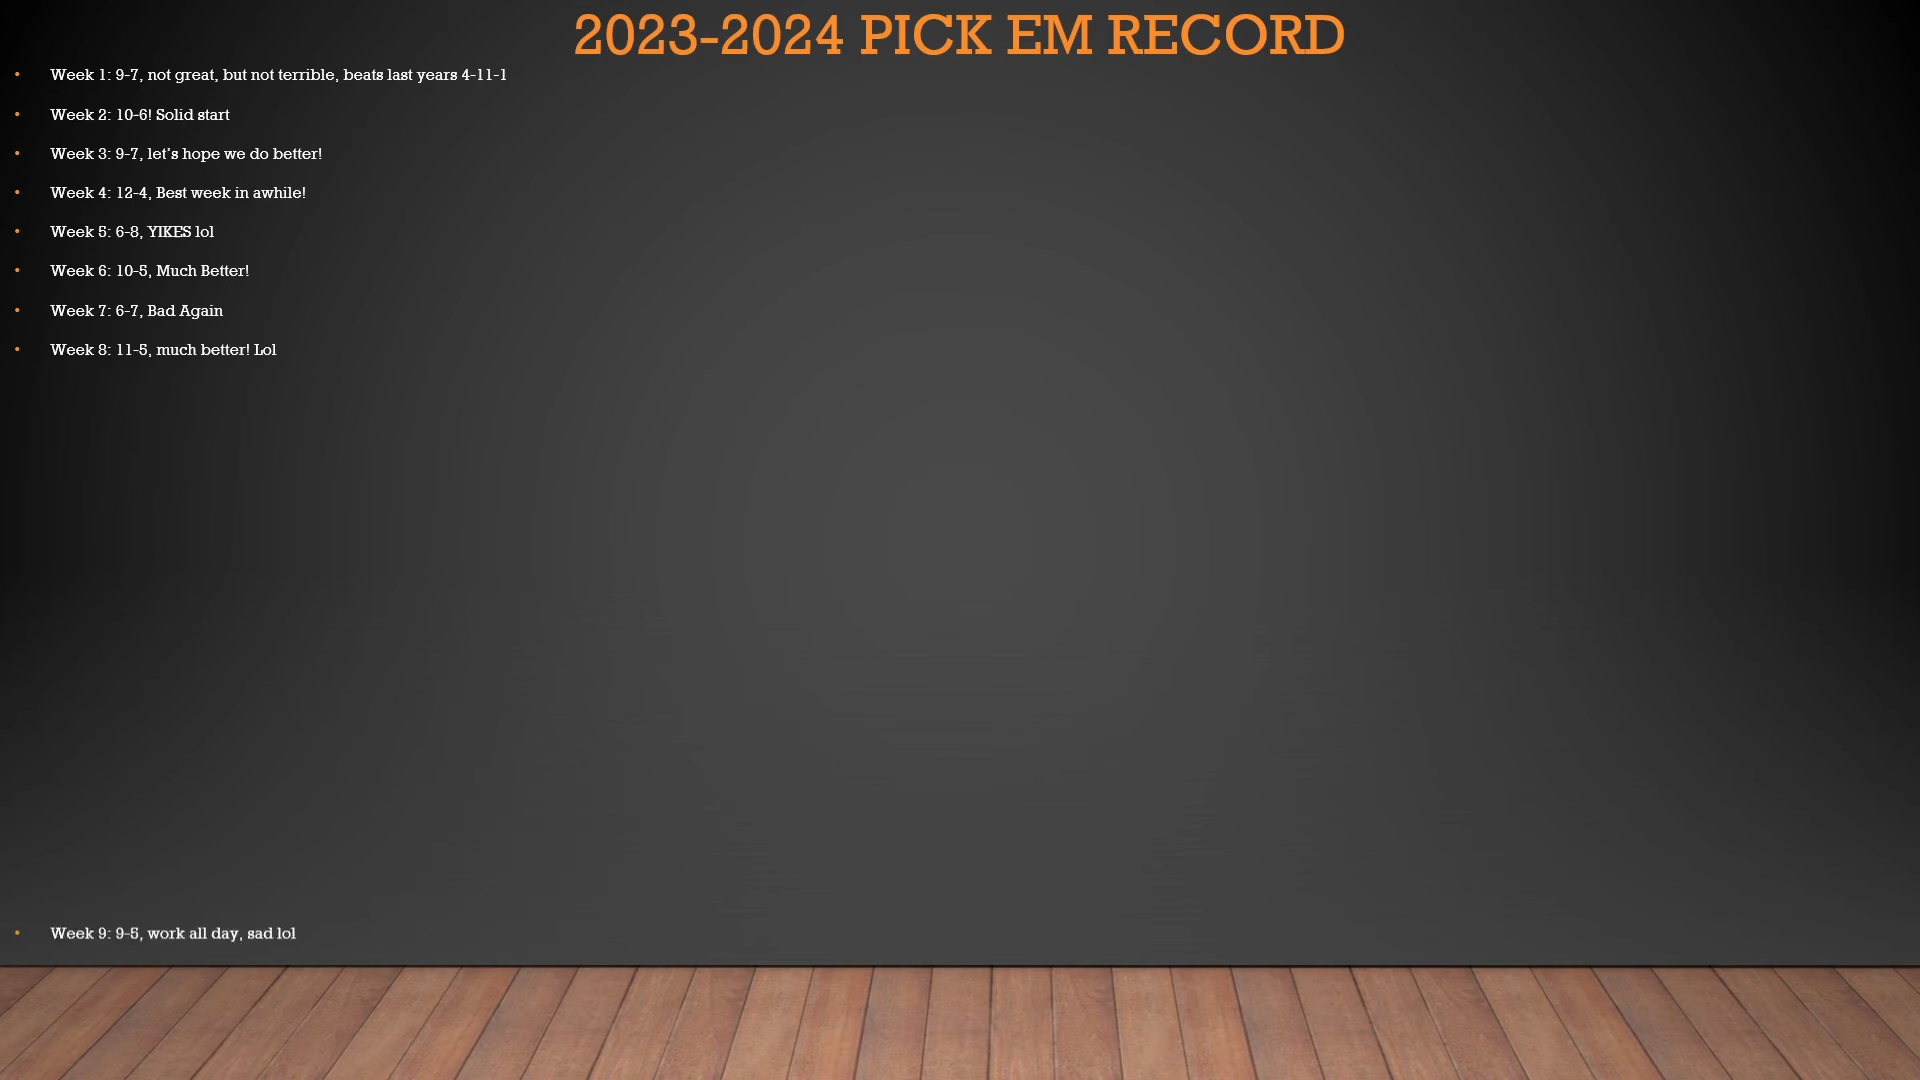 2023-2024 PICK EM RECORD
• Week 1: 9-7, not great, but not terrible, beats last years 4-11-1
• Week 2: 10-6! Solid start
• Week 3: 9-7, let’s hope we do better!
• Week 4: 12-4, Best week in awhile!
• Week 5: 6-8, YIKES lol
• Week 6: 10-5, Much Better!
• Week 7: 6-7, Bad Again
• Week 8: 11-5, much better! Lol
• Week 9: 9-5, work all day, sad lol